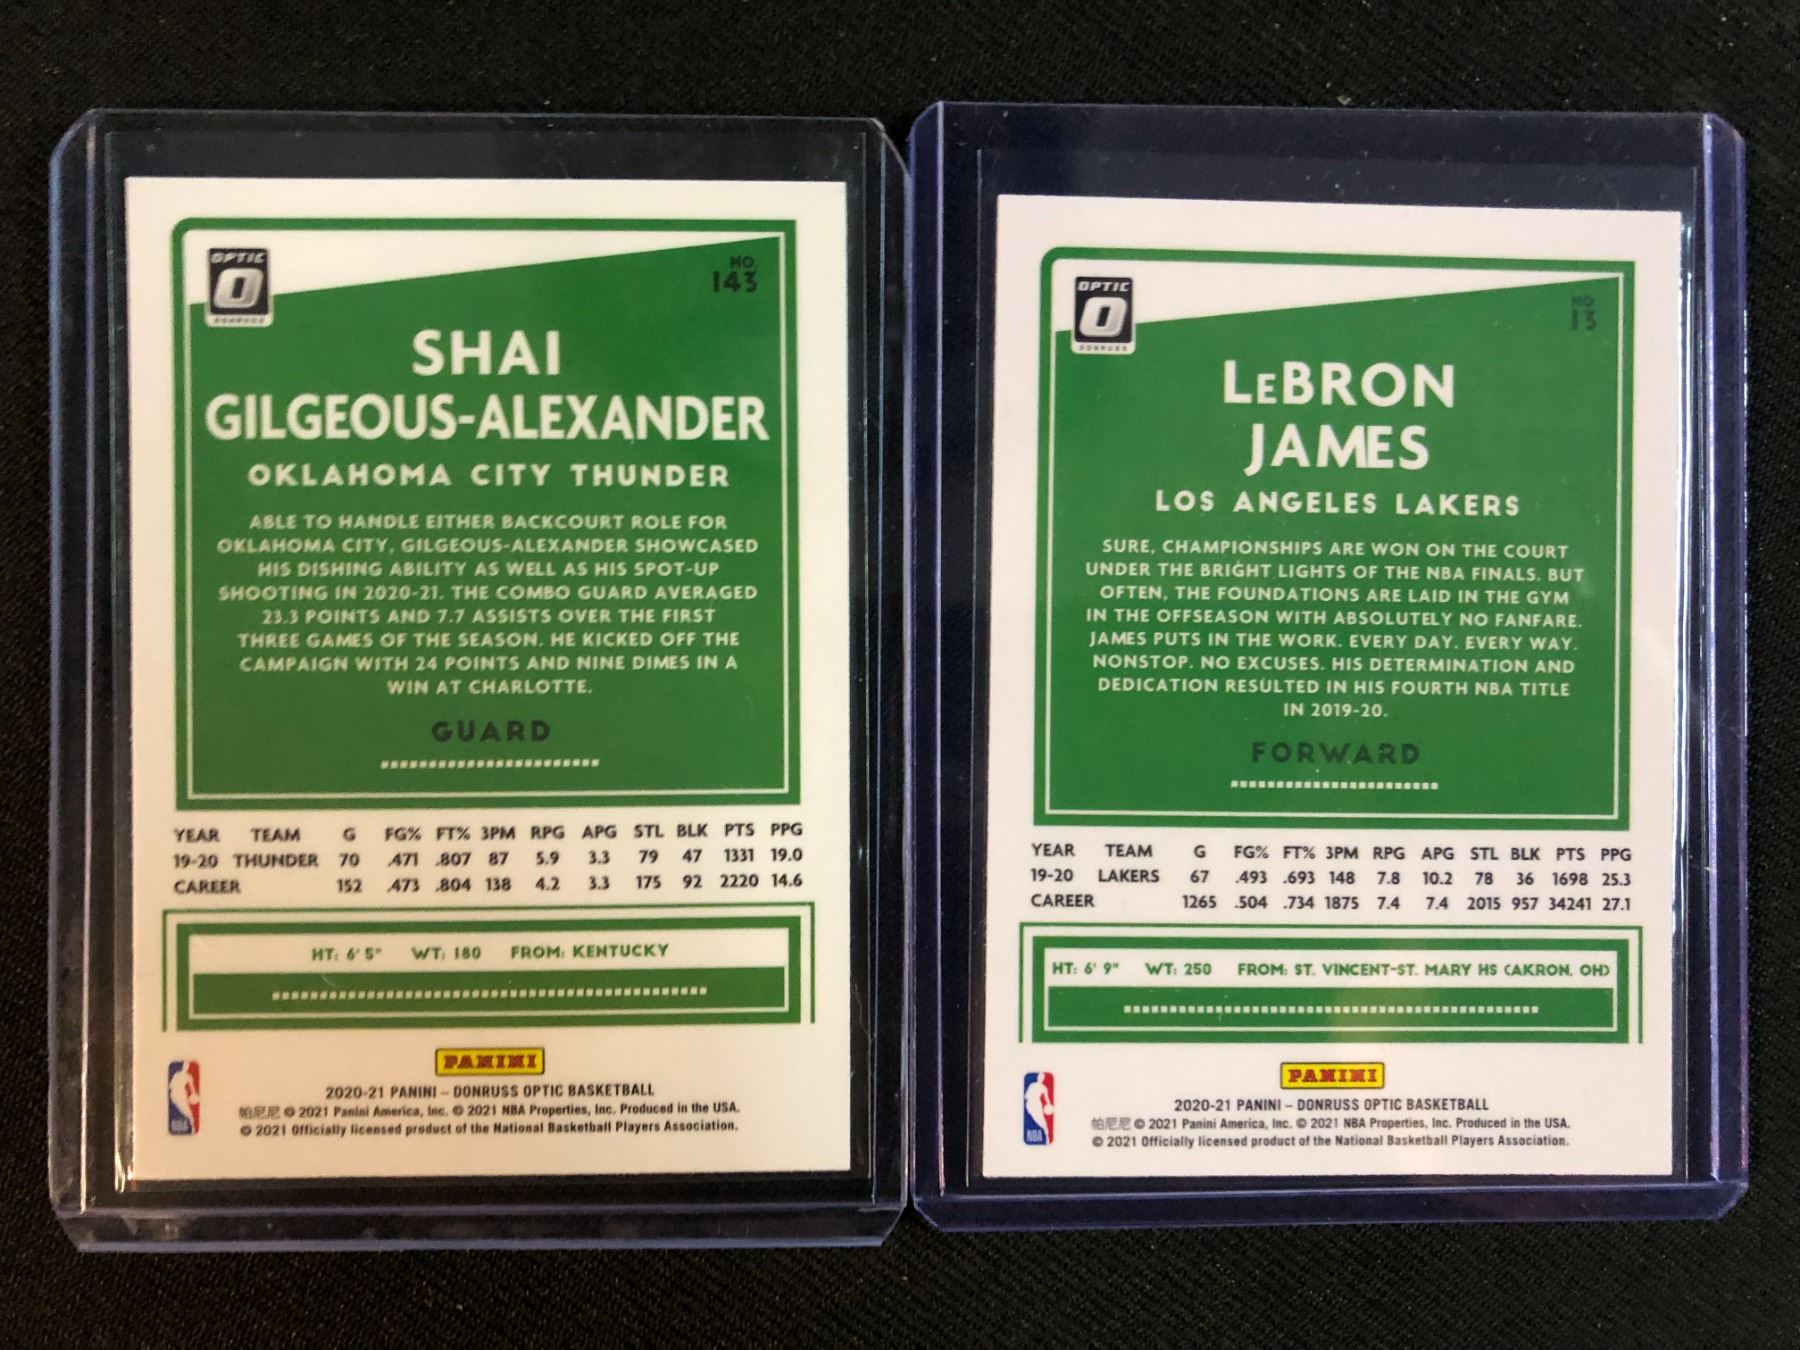 OPTIC
DONRUSS
NO.
143
SHAI
GILGEOUS-ALEXANDER
OKLAHOMA CITY THUNDER
ABLE TO HANDLE EITHER BACKCOURT ROLE FOR
OKLAHOMA CITY, GILGEOUS-ALEXANDER SHOWCASED
HIS DISHING ABILITY AS WELL AS HIS SPOT-UP
SHOOTING IN 2020-21. THE COMBO GUARD AVERAGED
23.3 POINTS AND 7.7 ASSISTS OVER THE FIRST
THREE GAMES OF THE SEASON. HE KICKED OFF THE
CAMPAIGN WITH 24 POINTS AND NINE DIMES IN A
WIN AT CHARLOTTE.
GUARD
YEAR TEAM G FG% FT% 3PM RPG APG STL BLK PTS PPG
19-20 THUNDER 70 .471 .807 87 5.9 3.3 79 47 1331 19.0
CAREER 152 .473 .804 138 4.2 3.3 175 92 2220 14.6
HT: 6' 5" WT: 180 FROM: KENTUCKY
PANINI
NBA
2020-21 PANINI – DONRUSS OPTIC BASKETBALL
帕尼尼 © 2021 Panini America, Inc. © 2021 NBA Properties, Inc. Produced in the USA.
© 2021 Officially licensed product of the National Basketball Players Association.
OPTIC
DONRUSS
NO.
13
LeBRON
JAMES
LOS ANGELES LAKERS
SURE, CHAMPIONSHIPS ARE WON ON THE COURT
UNDER THE BRIGHT LIGHTS OF THE NBA FINALS. BUT
OFTEN, THE FOUNDATIONS ARE LAID IN THE GYM
IN THE OFFSEASON WITH ABSOLUTELY NO FANFARE.
JAMES PUTS IN THE WORK. EVERY DAY. EVERY WAY.
NONSTOP. NO EXCUSES. HIS DETERMINATION AND
DEDICATION RESULTED IN HIS FOURTH NBA TITLE
IN 2019-20.
FORWARD
YEAR TEAM G FG% FT% 3PM RPG APG STL BLK PTS PPG
19-20 LAKERS 67 .493 .693 148 7.8 10.2 78 36 1698 25.3
CAREER 1265 .504 .734 1875 7.4 7.4 2015 957 34241 27.1
HT: 6' 9" WT: 250 FROM: ST. VINCENT-ST. MARY HS (AKRON, OH)
PANINI
NBA
2020-21 PANINI – DONRUSS OPTIC BASKETBALL
帕尼尼 © 2021 Panini America, Inc. © 2021 NBA Properties, Inc. Produced in the USA.
© 2021 Officially licensed product of the National Basketball Players Association.